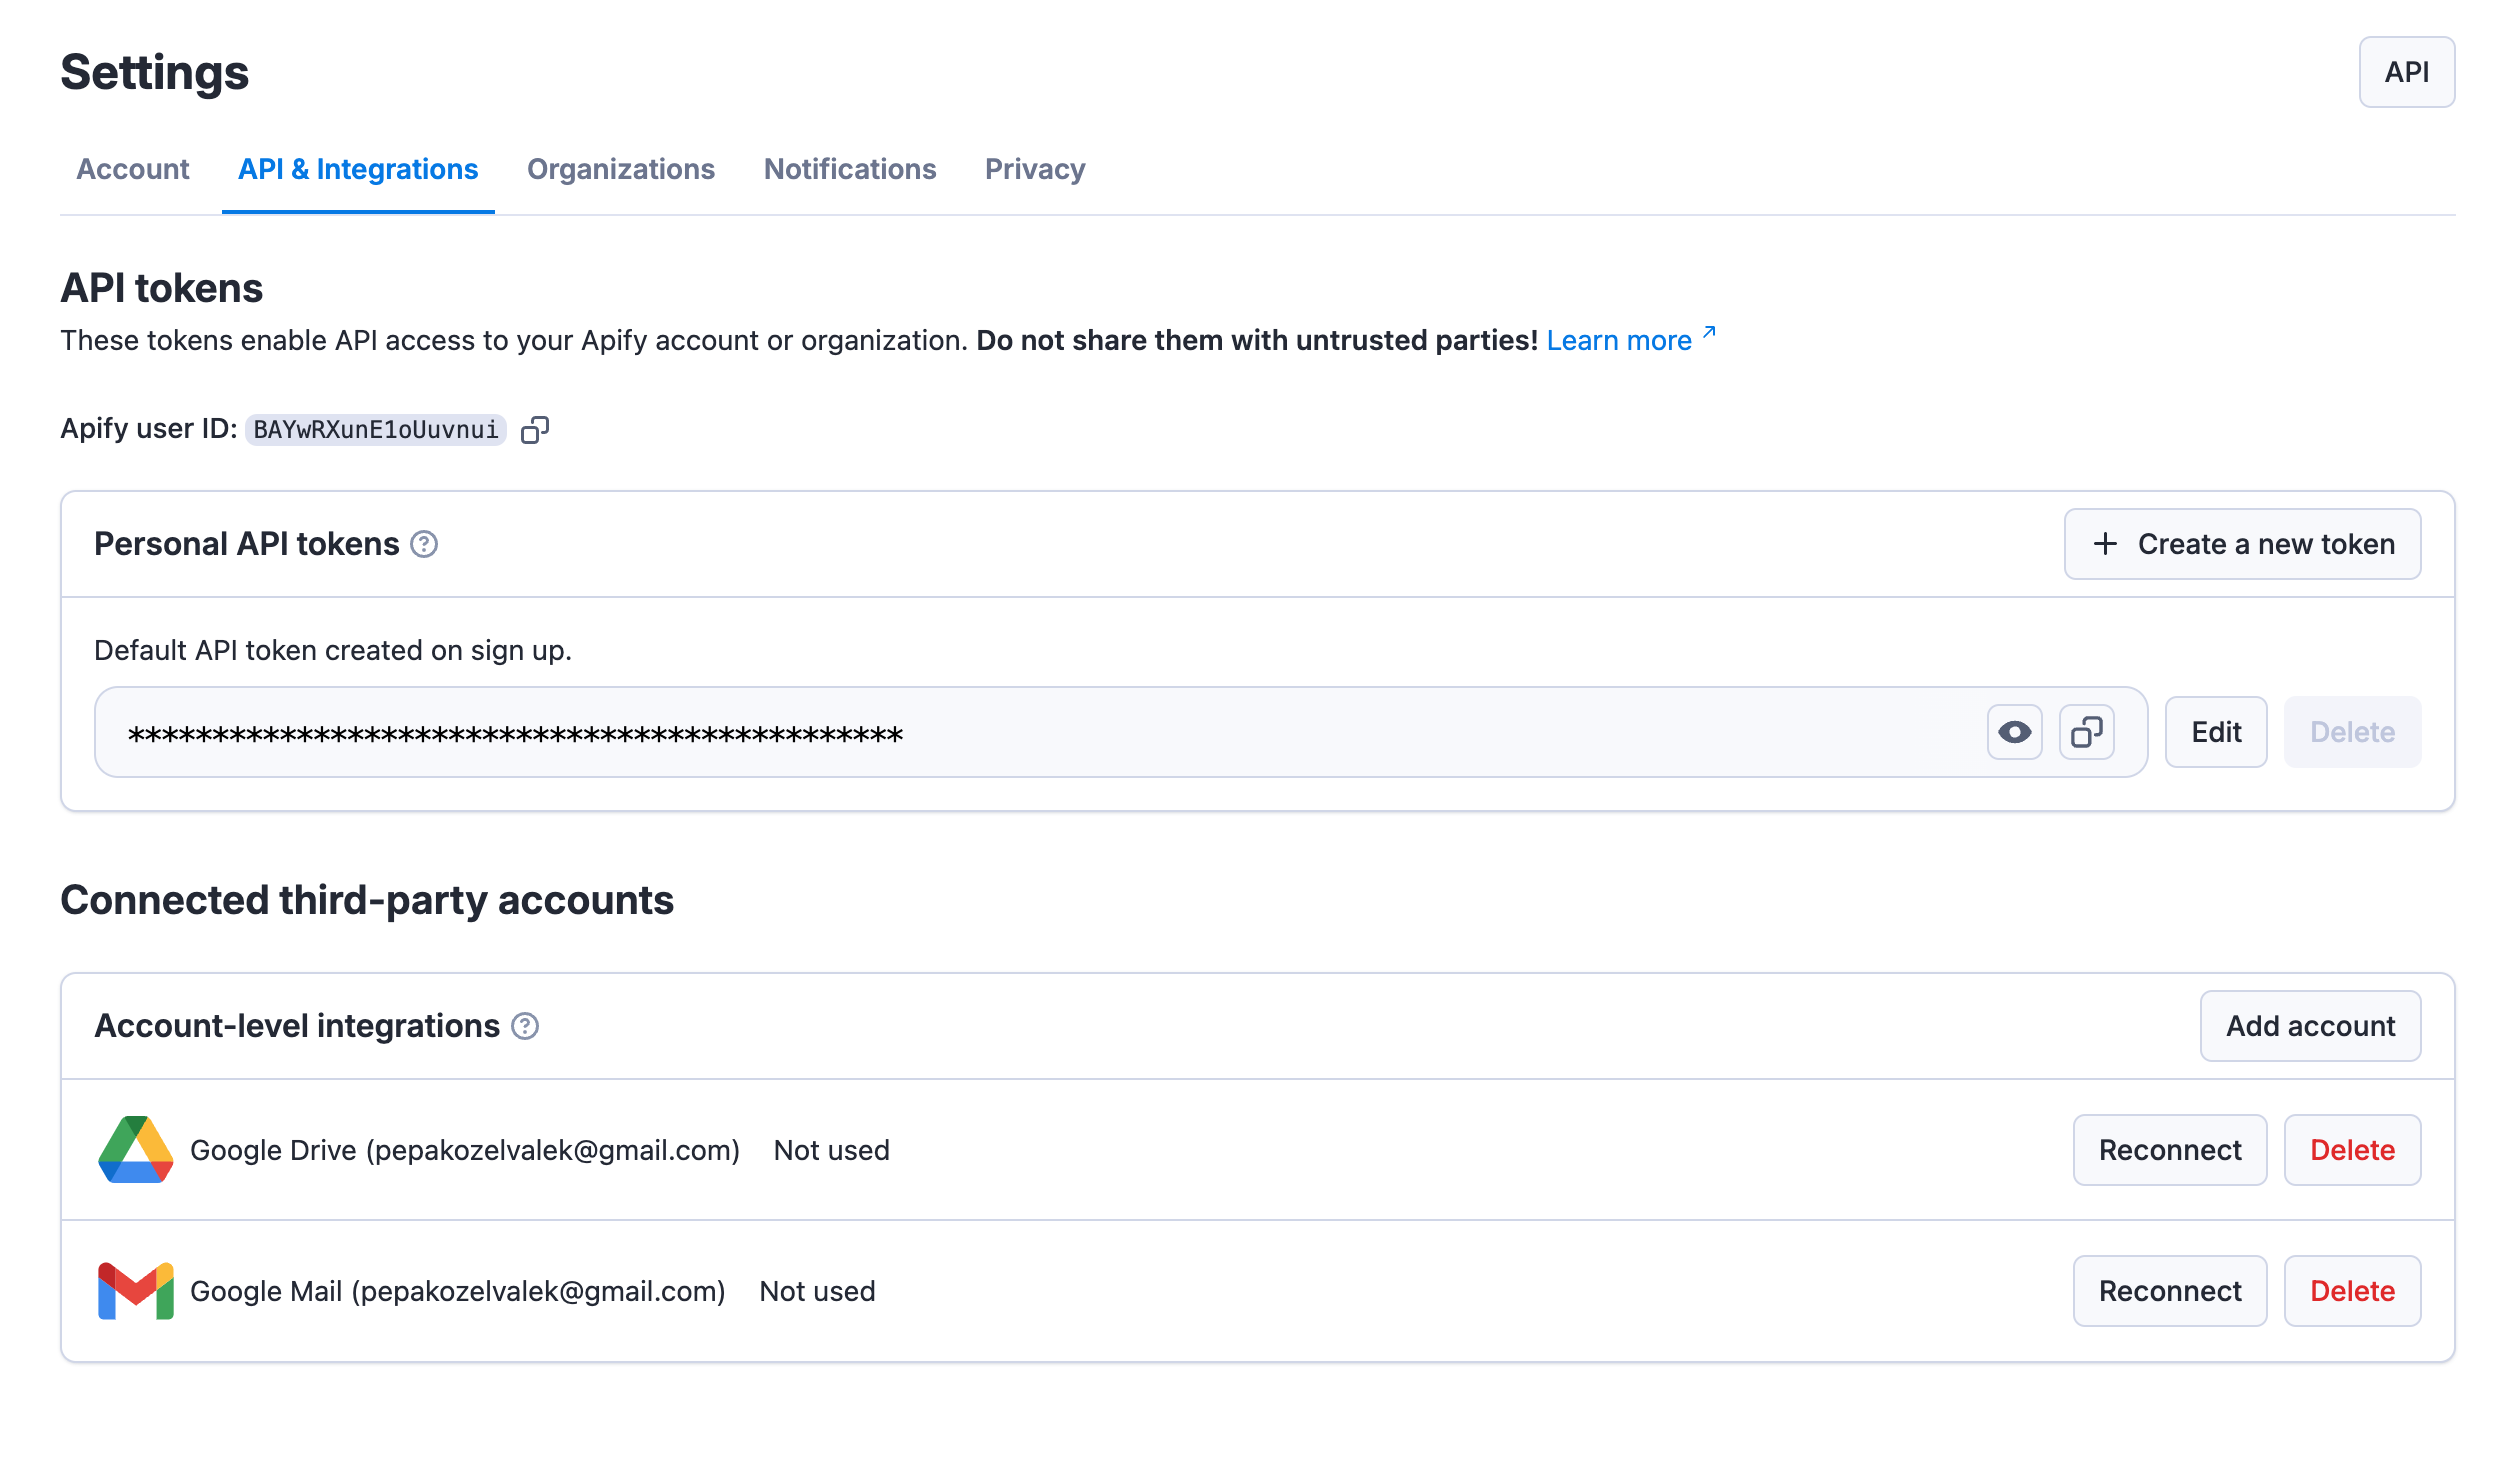 Settings
API
Account API & Integrations Organizations Notifications Privacy
API tokens
These tokens enable API access to your Apify account or organization. Do not share them with untrusted parties! Learn more ↗
Apify user ID: BAYwRXunE1oUuvnui
Personal API tokens ?
+ Create a new token
Default API token created on sign up.
**********************************************
Edit Delete
Connected third-party accounts
Account-level integrations ?
Add account
Google Drive (pepakozelvalek@gmail.com) Not used Reconnect Delete
Google Mail (pepakozelvalek@gmail.com) Not used Reconnect Delete